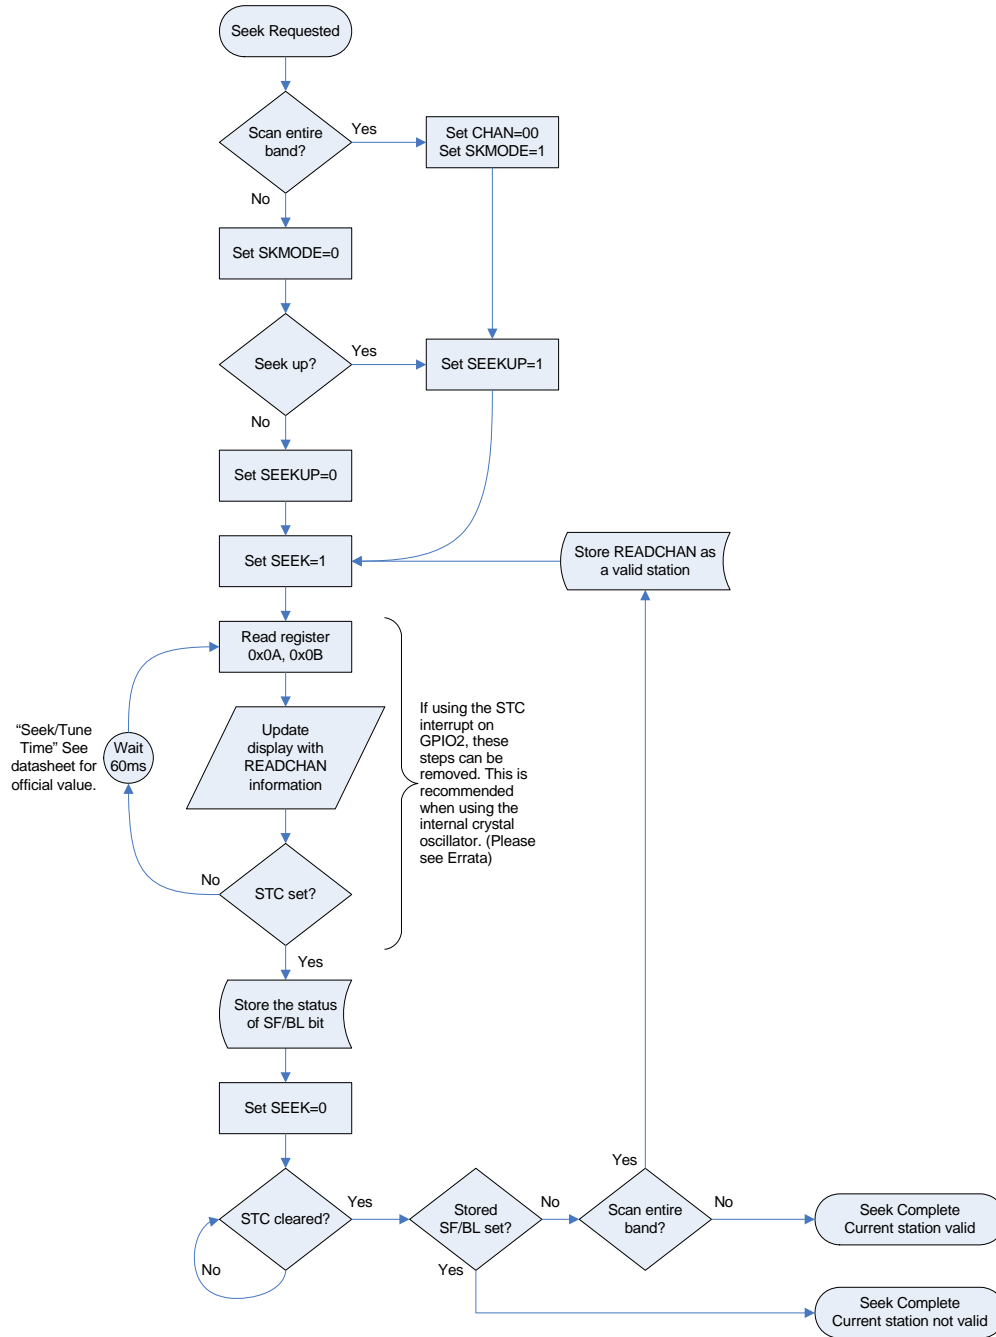 Seek Requested
Scan entire
band?
Yes
Set CHAN=00
Set SKMODE=1
No
Set SKMODE=0
Seek up?
Yes
Set SEEKUP=1
No
Set SEEKUP=0
Set SEEK=1
Store READCHAN as
a valid station
Read register
0x0A, 0x0B
“Seek/Tune
Time” See
datasheet for
official value.
Wait
60ms
Update
display with
READCHAN
information
If using the STC
interrupt on
GPIO2, these
steps can be
removed. This is
recommended
when using the
internal crystal
oscillator. (Please
see Errata)
No
STC set?
Yes
Store the status
of SF/BL bit
Set SEEK=0
STC cleared?
Yes
No
Stored
SF/BL set?
No
Yes
Scan entire
band?
Yes
No
Seek Complete
Current station valid
Seek Complete
Current station not valid